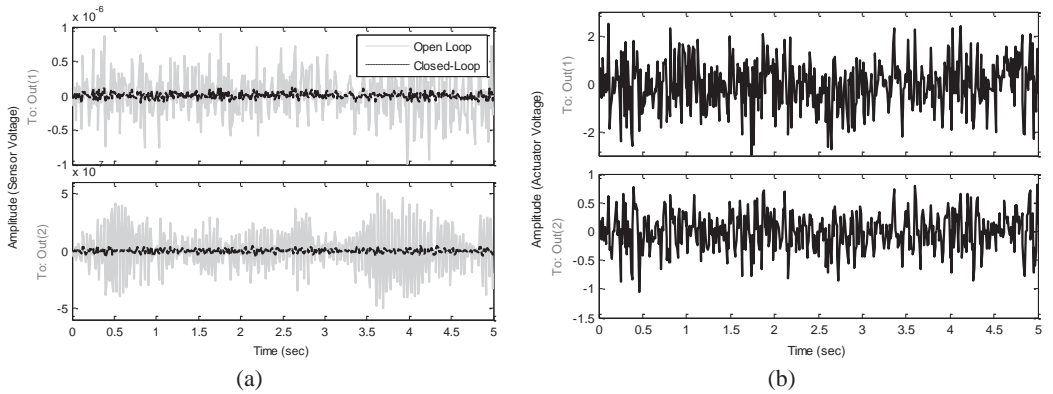 x 10⁻⁶
1
0.5
0
-0.5
-1
To: Out(1)
Open Loop
Closed-Loop
x 10⁻⁷
5
0
-5
To: Out(2)
Amplitude (Sensor Voltage)
0 0.5 1 1.5 2 2.5 3 3.5 4 4.5 5
Time (sec)
(a)
2
0
-2
To: Out(1)
1
0.5
0
-0.5
-1
-1.5
To: Out(2)
Amplitude (Actuator Voltage)
0 0.5 1 1.5 2 2.5 3 3.5 4 4.5 5
Time (sec)
(b)